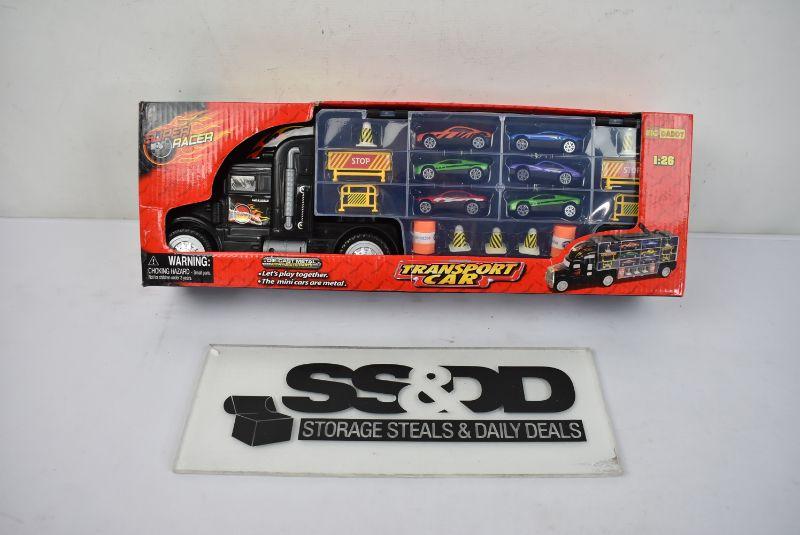 SUPER
RACER
STOP
BIG DADDY
1:26
WARNING:
CHOKING HAZARD - Small parts.
Not for children under 3 years.
DIE CAST METAL
• Let's play together.
• The mini cars are metal.
TRANSPORT
CAR
SS&DD
STORAGE STEALS & DAILY DEALS